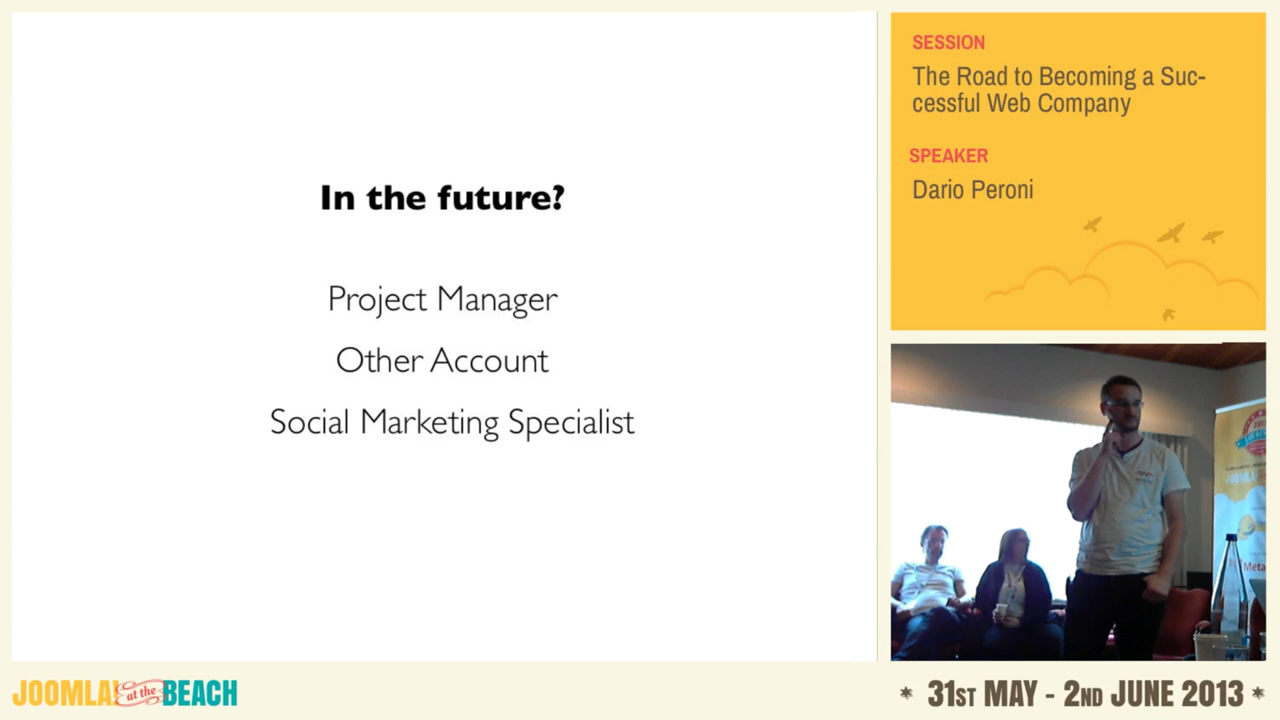 In the future?
Project Manager
Other Account
Social Marketing Specialist
SESSION
The Road to Becoming a Suc-
cessful Web Company
SPEAKER
Dario Peroni
Meta
JOOMLA! at the BEACH
* 31ST MAY - 2ND JUNE 2013 *